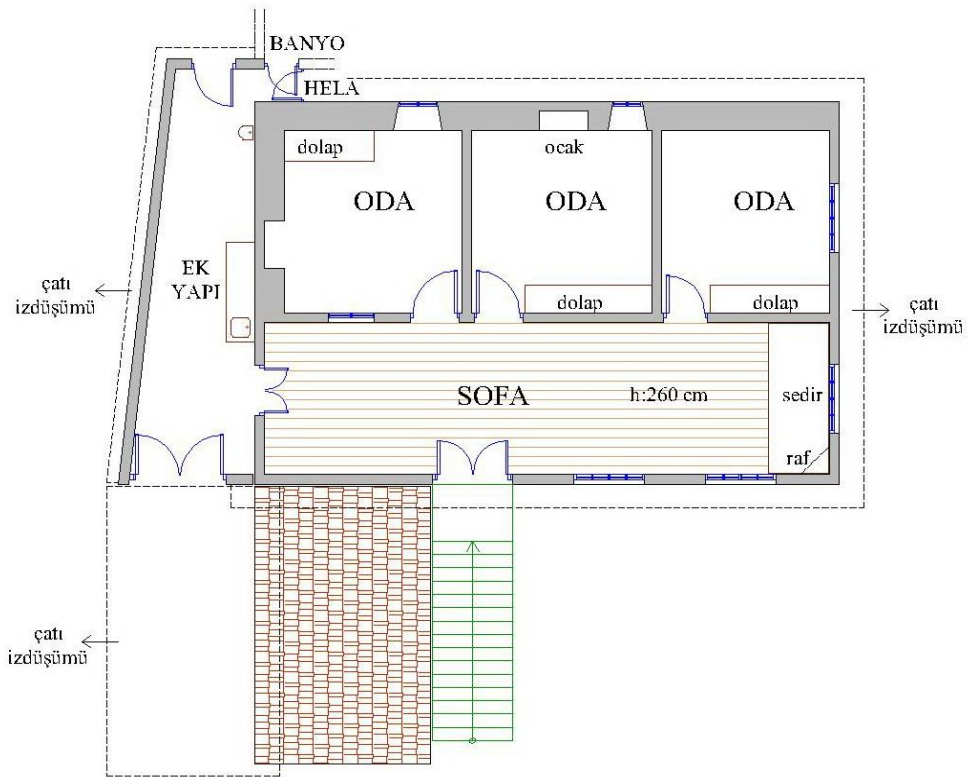 BANYO
HELA
dolap
ocak
ODA
ODA
ODA
EK
YAPI
çatı
izdüşümü
dolap
dolap
çatı
izdüşümü
SOFA
h:260 cm
sedir
raf
çatı
izdüşümü